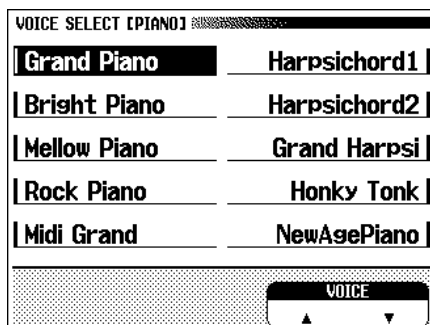 VOICE SELECT [PIANO]
Grand Piano Harpsichord1
Bright Piano Harpsichord2
Mellow Piano Grand Harpsi
Rock Piano Honky Tonk
Midi Grand NewAgePiano
VOICE
▲ ▼